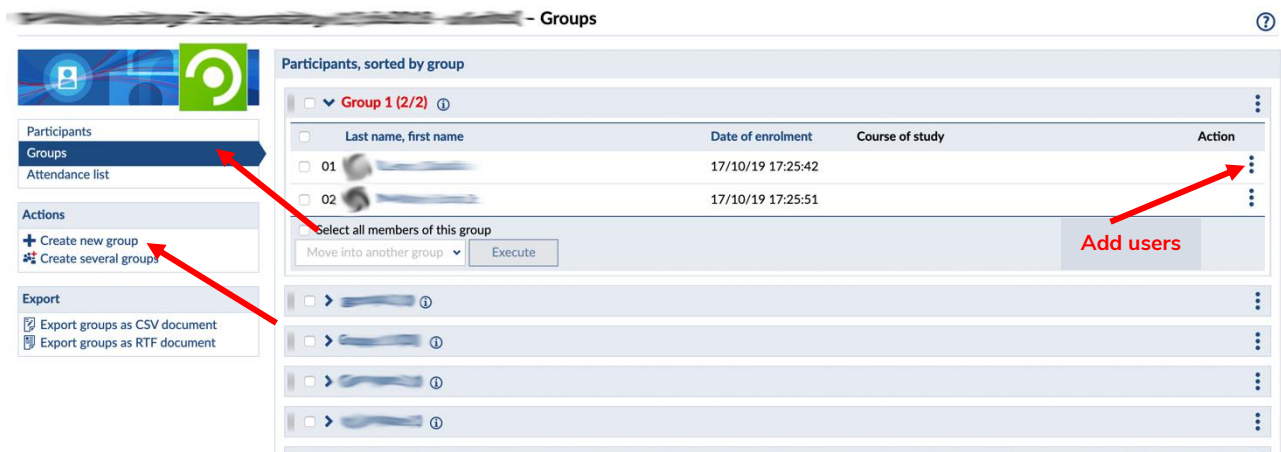 – Groups
Participants, sorted by group
Group 1 (2/2)
Last name, first name Date of enrolment Course of study Action
01 17/10/19 17:25:42
02 17/10/19 17:25:51
Select all members of this group
Move into another group Execute
Add users
Participants
Groups
Attendance list
Actions
Create new group
Create several groups
Export
Export groups as CSV document
Export groups as RTF document